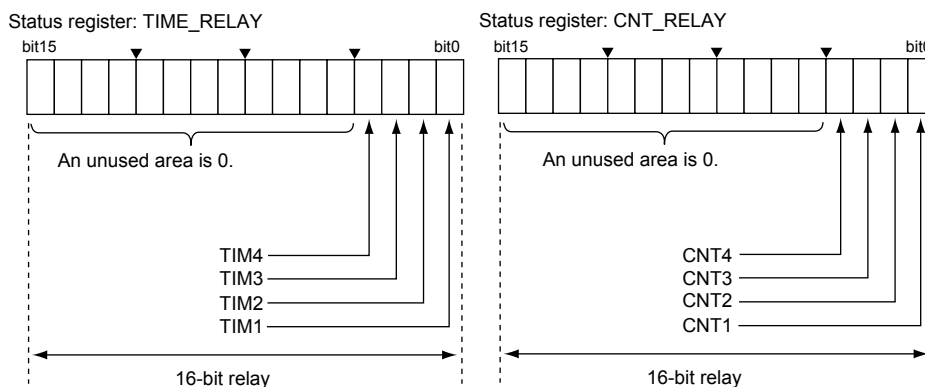 Status register: TIME_RELAY
bit15
bit0
An unused area is 0.
TIM4
TIM3
TIM2
TIM1
16-bit relay
Status register: CNT_RELAY
bit15
bit0
An unused area is 0.
CNT4
CNT3
CNT2
CNT1
16-bit relay